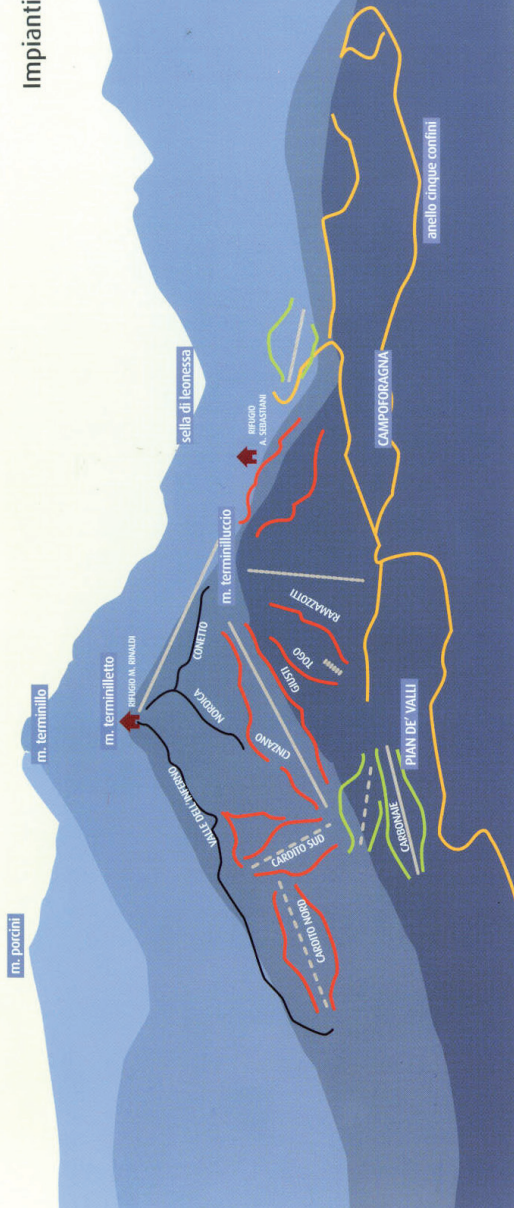 Impianti
m. porcini
m. terminillo
m. terminilletto
RIFUGIO M. RINALDI
sella di leonessa
m. terminilluccio
RIFUGIO
A. SEBASTIANI
VALLE DELL'INFERNO
NORDICA
CONETTO
CINZANO
GIUSTI
TOGO
RAMAZZOTTI
CARDITO SUD
CARDITO NORD
CARBONAIE
PIAN DE' VALLI
CAMPOFORAGNA
anello cinque confini